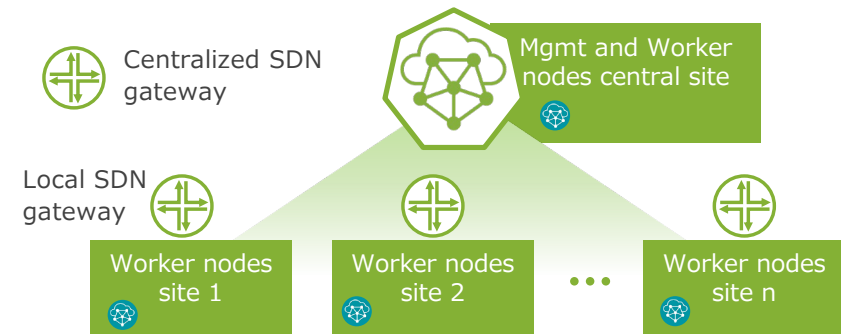 Centralized SDN
gateway
Mgmt and Worker
nodes central site
Local SDN
gateway
Worker nodes
site 1
Worker nodes
site 2
...
Worker nodes
site n